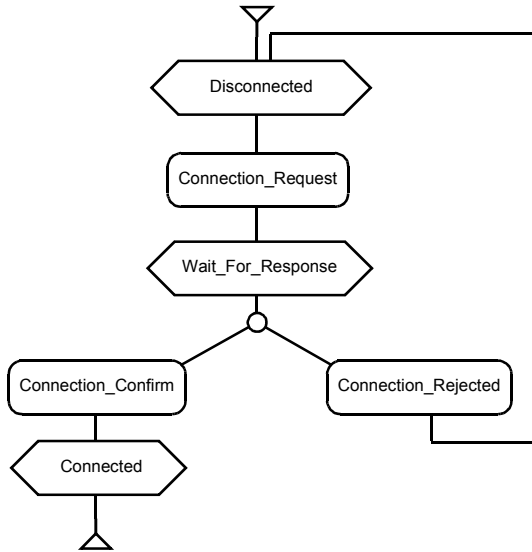 Disconnected
Connection_Request
Wait_For_Response
Connection_Confirm
Connection_Rejected
Connected